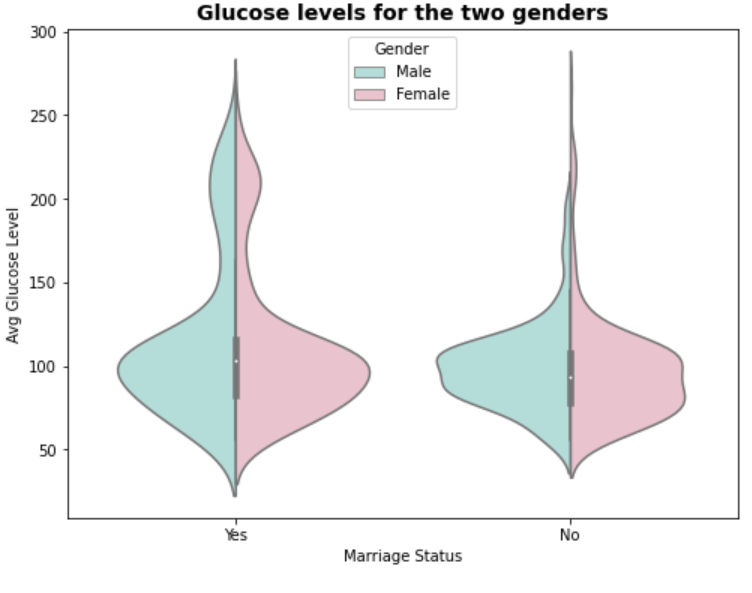 Glucose levels for the two genders
Gender
Male
Female
300
250
200
150
100
50
Avg Glucose Level
Yes
No
Marriage Status